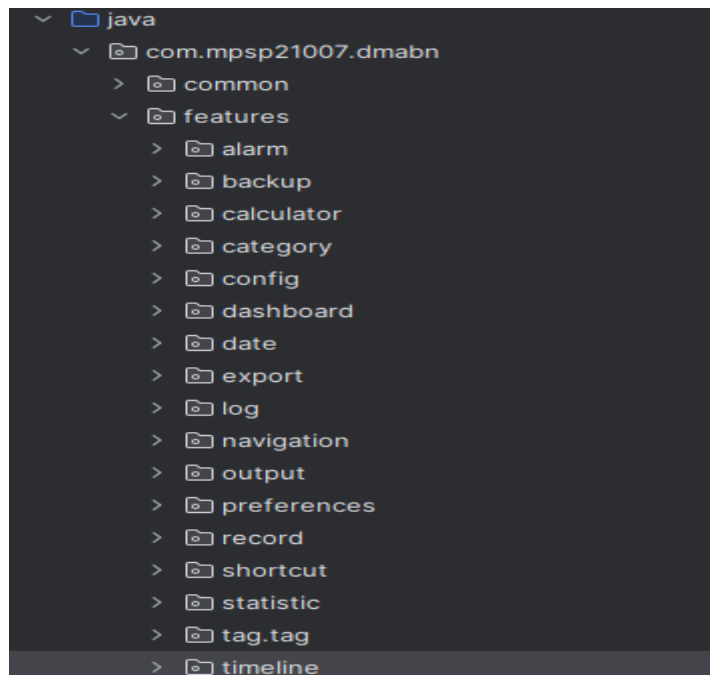 java
com.mpsp21007.dmabn
common
features
alarm
backup
calculator
category
config
dashboard
date
export
log
navigation
output
preferences
record
shortcut
statistic
tag.tag
timeline